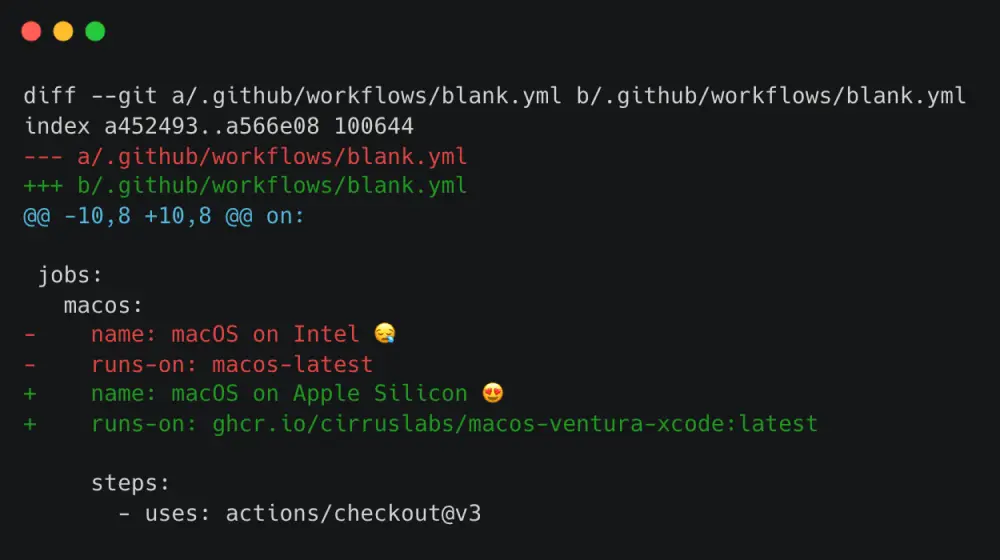 diff --git a/.github/workflows/blank.yml b/.github/workflows/blank.yml
index a452493..a566e08 100644
--- a/.github/workflows/blank.yml
+++ b/.github/workflows/blank.yml
@@ -10,8 +10,8 @@ on:
 jobs:
   macos:
-    name: macOS on Intel 😪
-    runs-on: macos-latest
+    name: macOS on Apple Silicon 😍
+    runs-on: ghcr.io/cirruslabs/macos-ventura-xcode:latest
     steps:
       - uses: actions/checkout@v3